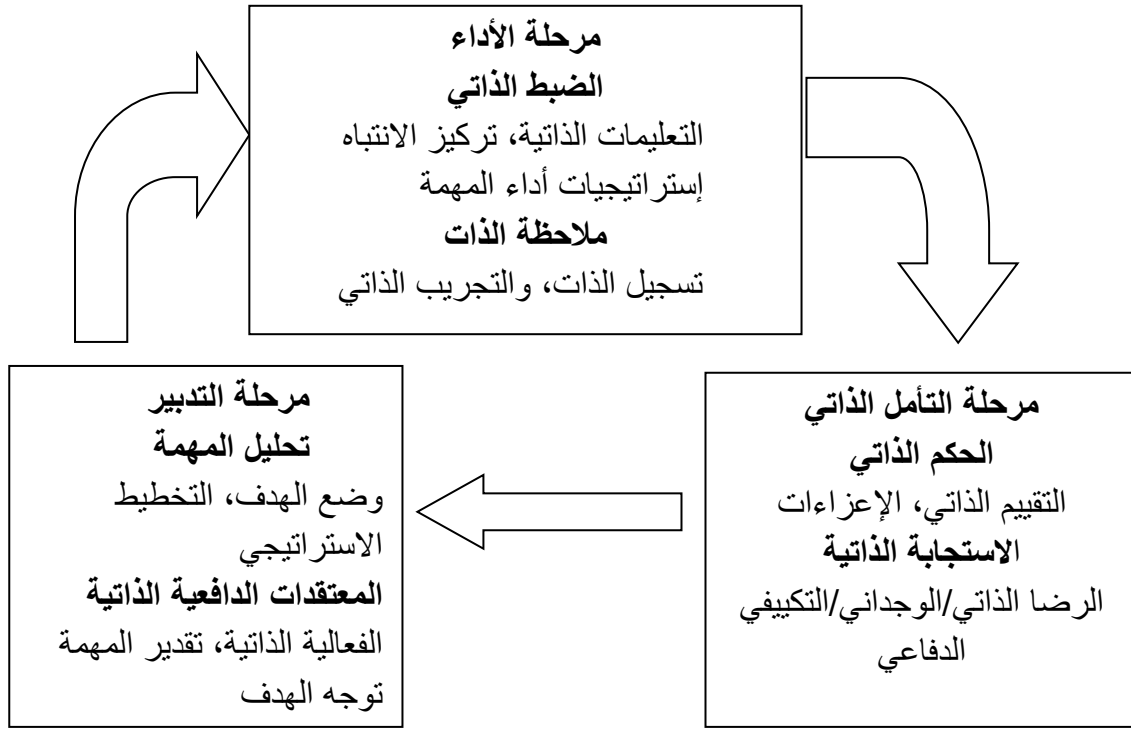 مرحلة الأداء
الضبط الذاتي
التعليمات الذاتية، تركيز الانتباه
إستراتيجيات أداء المهمة
ملاحظة الذات
تسجيل الذات، والتجريب الذاتي
مرحلة التأمل الذاتي
الحكم الذاتي
التقييم الذاتي، الإعزاءات
الاستجابة الذاتية
الرضا الذاتي/الوجداني/التكييفي
الدفاعي
مرحلة التدبير
تحليل المهمة
وضع الهدف، التخطيط
الاستراتيجي
المعتقدات الدافعية الذاتية
الفعالية الذاتية، تقدير المهمة
توجه الهدف